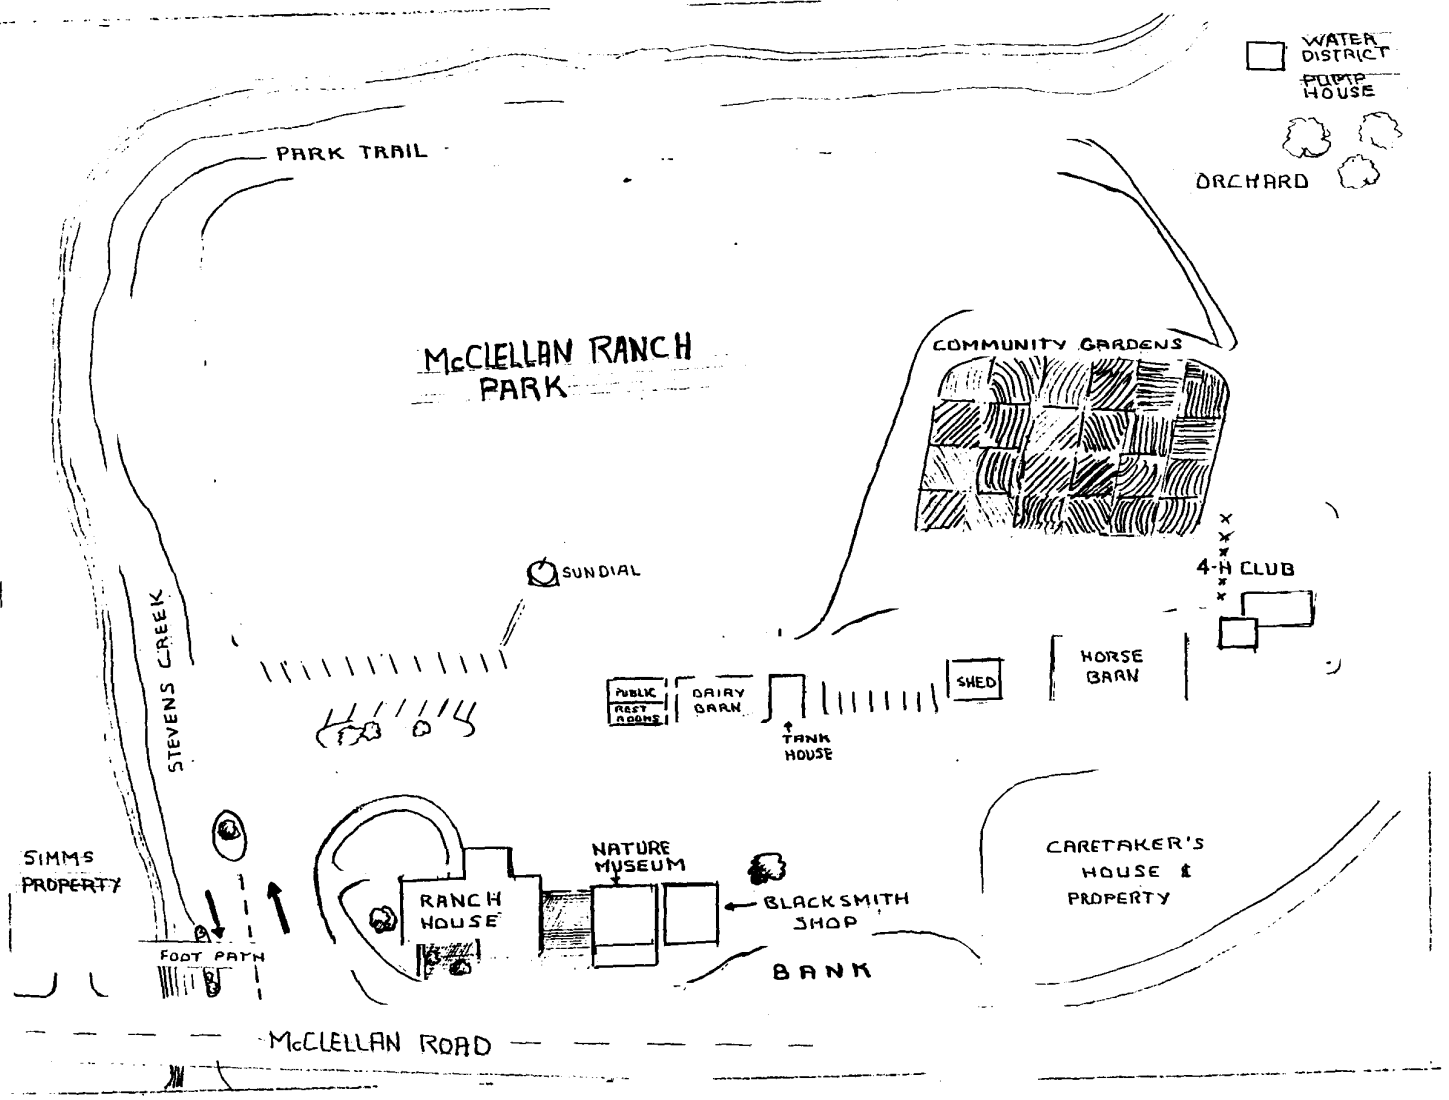 WATER
DISTRICT
PUMP
HOUSE
PARK TRAIL
ORCHARD
McCLELLAN RANCH
PARK
COMMUNITY GARDENS
SUNDIAL
4-H CLUB
STEVENS CREEK
HORSE
BARN
SHED
PUBLIC
REST
ROOMS
DAIRY
BARN
TANK
HOUSE
SIMMS
PROPERTY
NATURE
MUSEUM
RANCH
HOUSE
BLACKSMITH
SHOP
CARETAKER'S
HOUSE &
PROPERTY
FOOT PATH
BANK
McCLELLAN ROAD